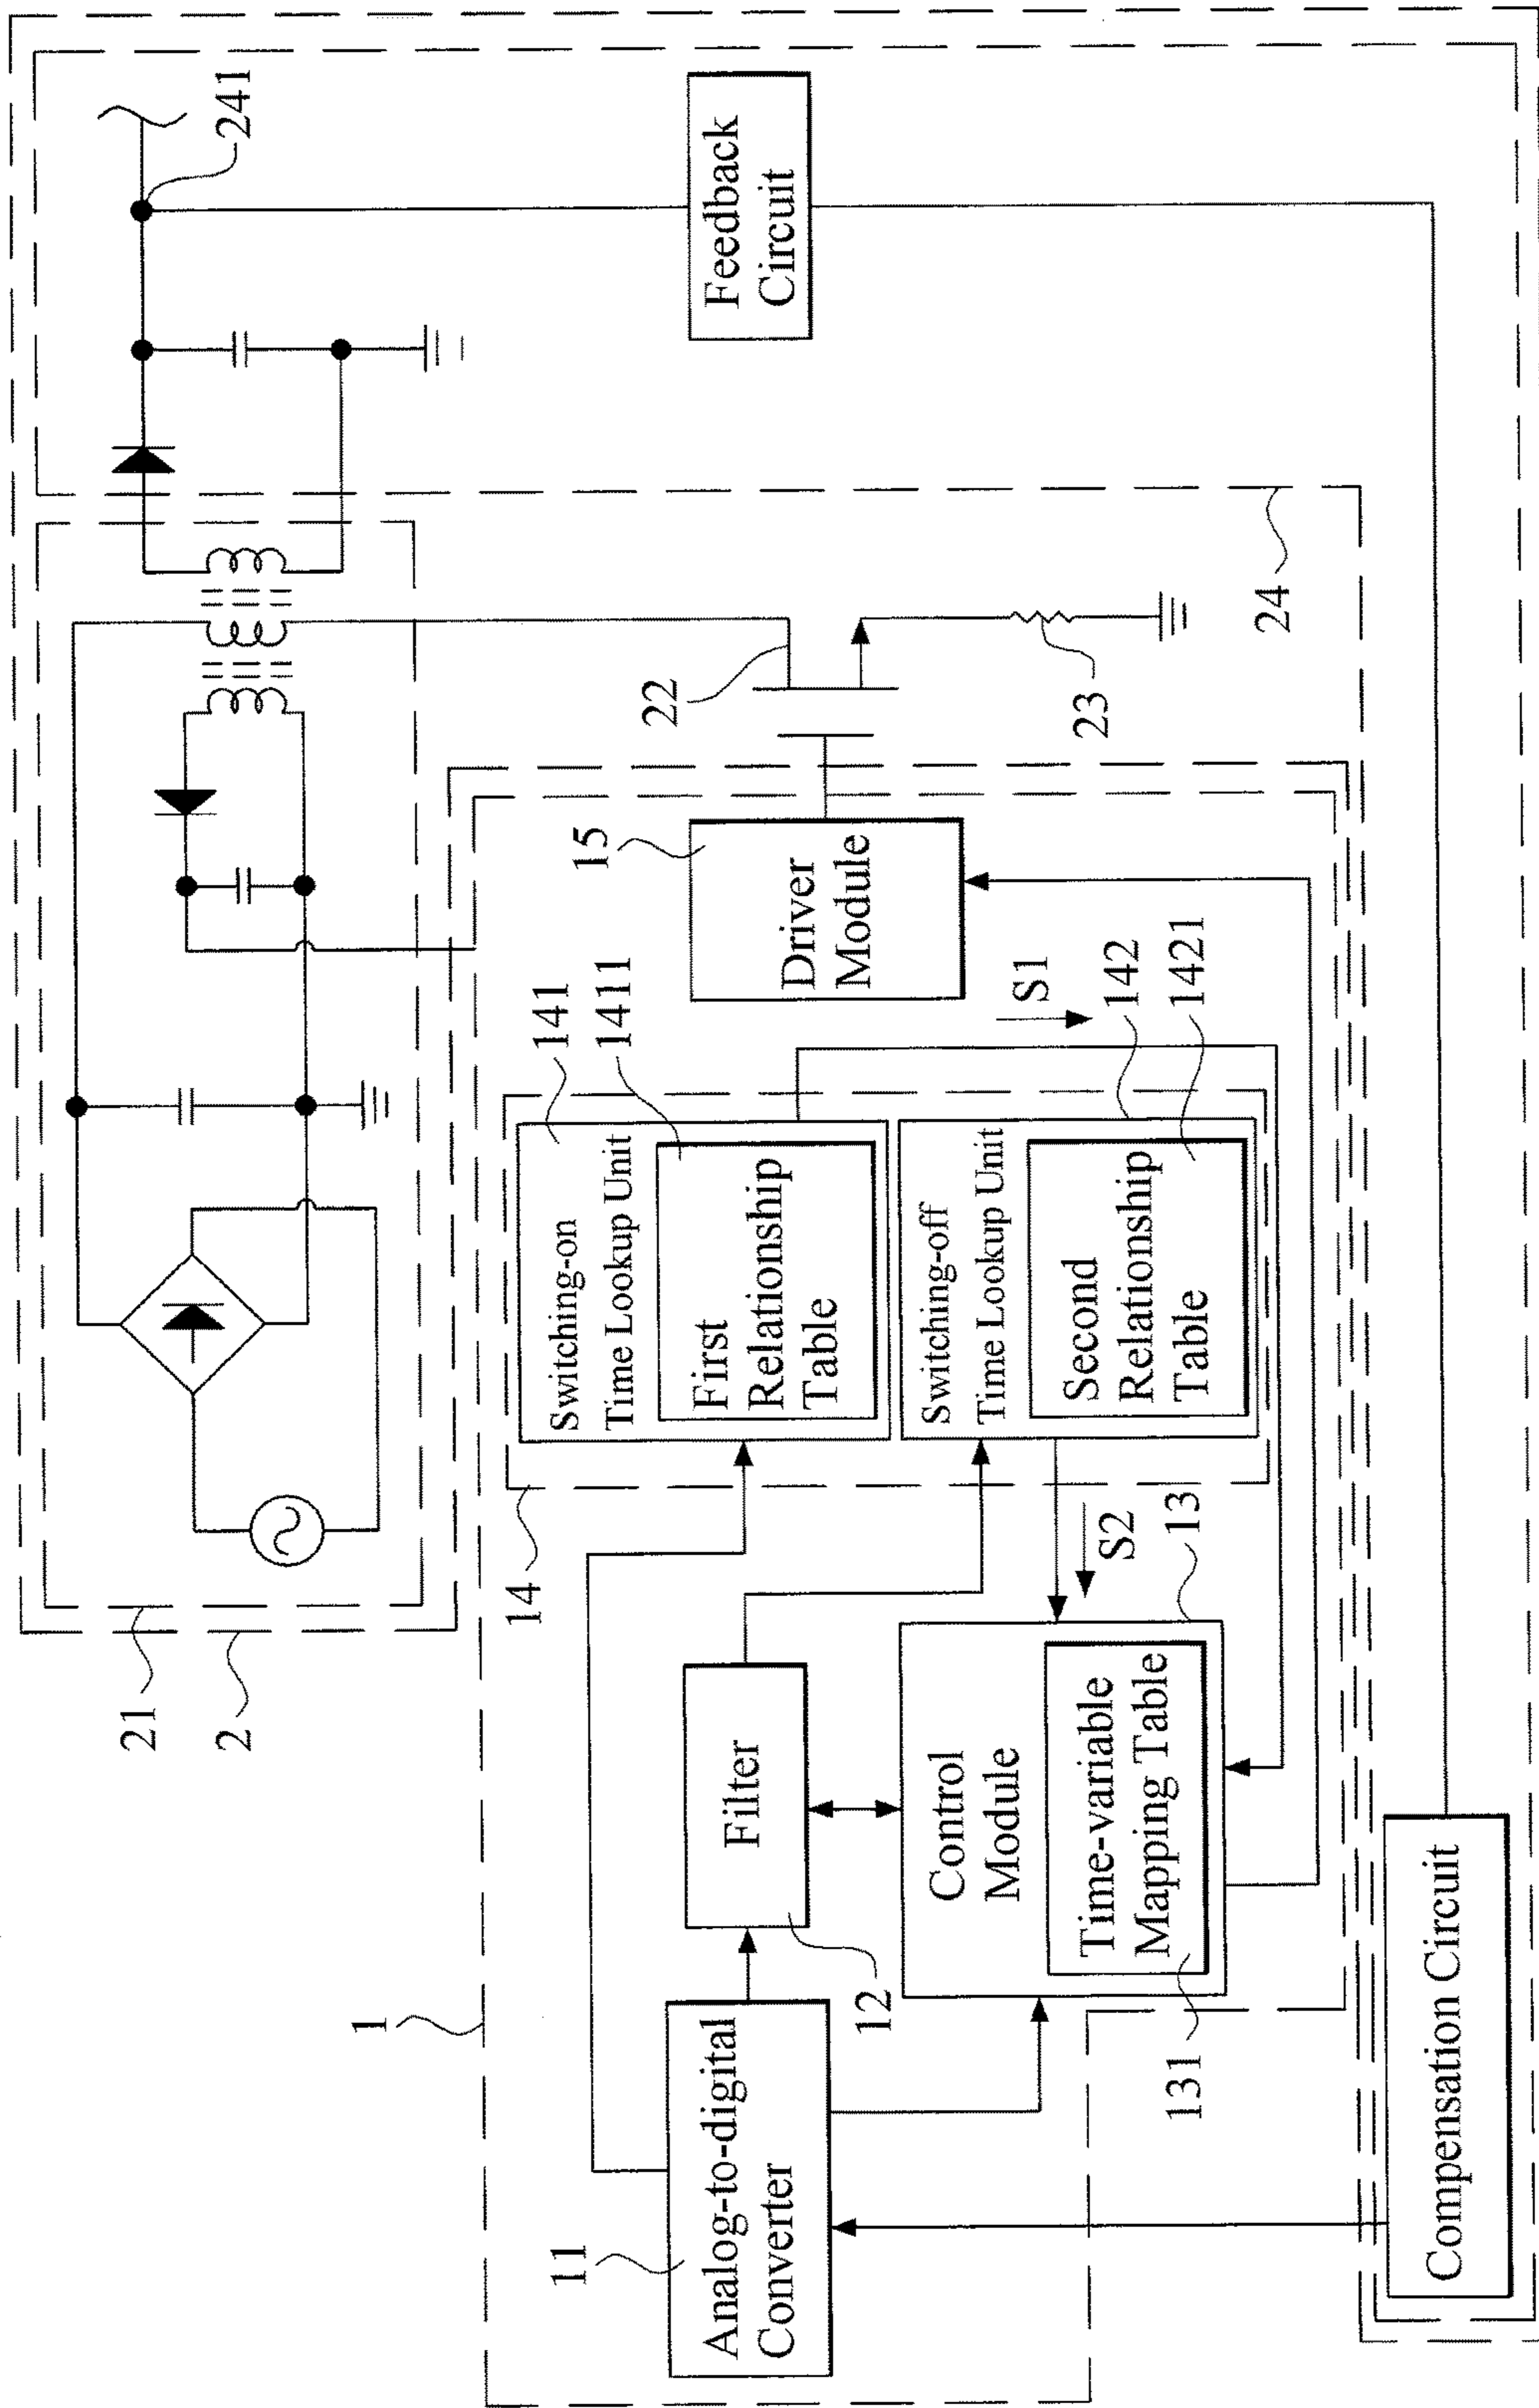 241
Feedback
Circuit
24
22
23
15
Driver
Module
141
1411
S1
142
1421
Switching-on
Time Lookup Unit
First
Relationship
Table
Switching-off
Time Lookup Unit
Second
Relationship
Table
14
S2
13
21
2
Filter
Control
Module
Time-variable
Mapping Table
1
12
131
11
Analog-to-digital
Converter
Compensation Circuit